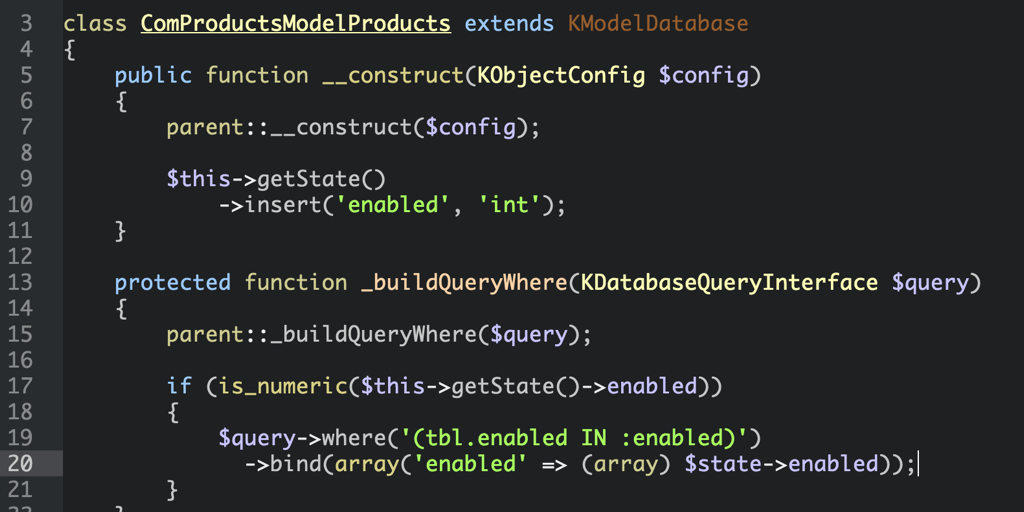 3 class ComProductsModelProducts extends KModelDatabase
4 {
5     public function __construct(KObjectConfig $config)
6     {
7         parent::__construct($config);
8
9         $this->getState()
10             ->insert('enabled', 'int');
11     }
12
13     protected function _buildQueryWhere(KDatabaseQueryInterface $query)
14     {
15         parent::_buildQueryWhere($query);
16
17         if (is_numeric($this->getState()->enabled))
18         {
19             $query->where('(tbl.enabled IN :enabled)')
20               ->bind(array('enabled' => (array) $state->enabled));
21         }